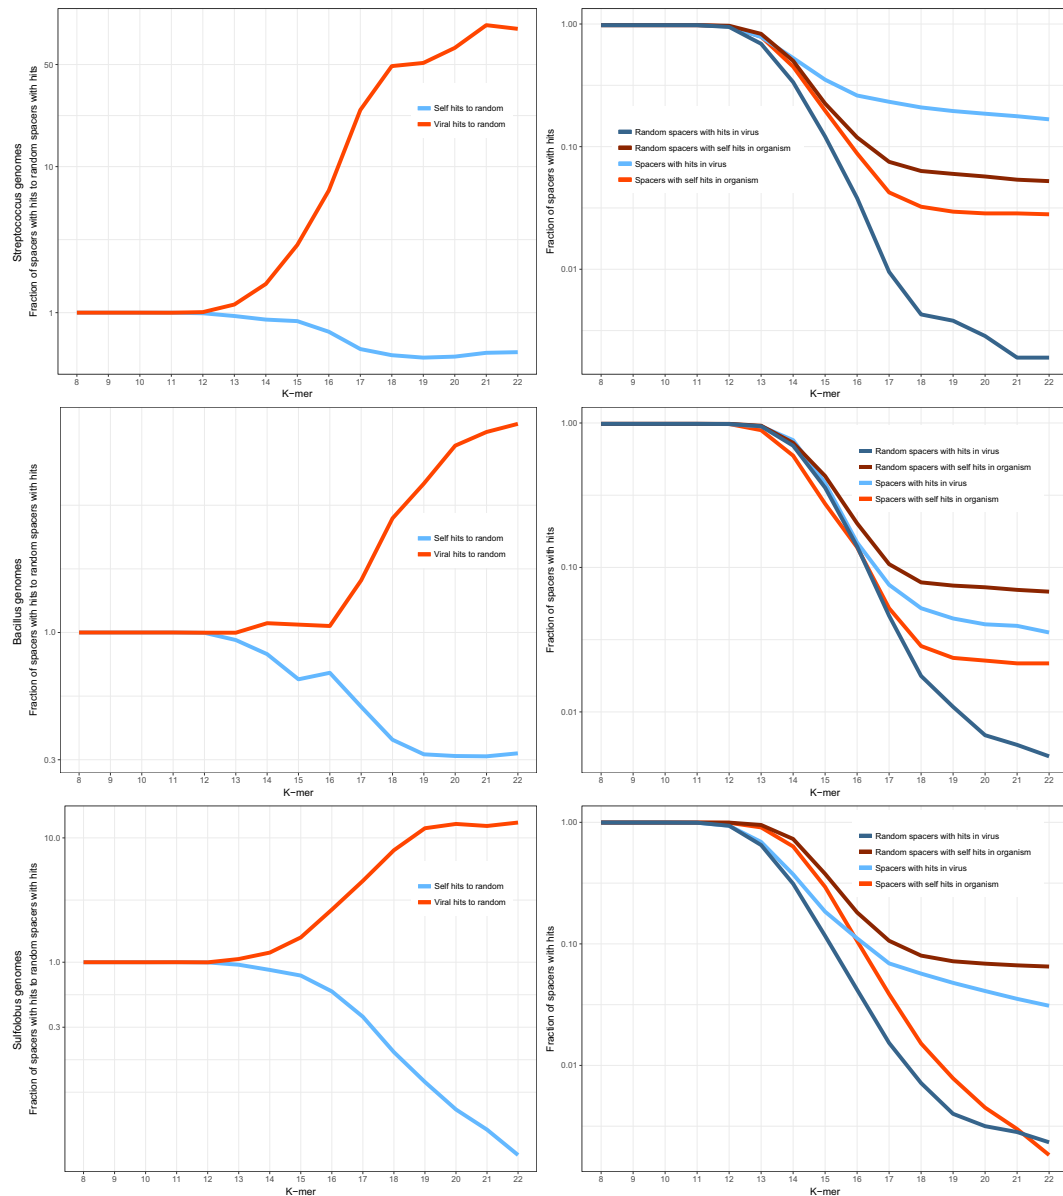 Streptococcus genomes
Fraction of spacers with hits to random spacers with hits
50
10
1
Self hits to random
Viral hits to random
8 9 10 11 12 13 14 15 16 17 18 19 20 21 22
K−mer
Fraction of spacers with hits
1.00
0.10
0.01
Random spacers with hits in virus
Random spacers with self hits in organism
Spacers with hits in virus
Spacers with self hits in organism
8 9 10 11 12 13 14 15 16 17 18 19 20 21 22
K−mer
Bacillus genomes
Fraction of spacers with hits to random spacers with hits
1.0
0.3
Self hits to random
Viral hits to random
8 9 10 11 12 13 14 15 16 17 18 19 20 21 22
K−mer
Fraction of spacers with hits
1.00
0.10
0.01
Random spacers with hits in virus
Random spacers with self hits in organism
Spacers with hits in virus
Spacers with self hits in organism
8 9 10 11 12 13 14 15 16 17 18 19 20 21 22
K−mer
Sulfolobus genomes
Fraction of spacers with hits to random spacers with hits
10.0
1.0
0.3
Self hits to random
Viral hits to random
8 9 10 11 12 13 14 15 16 17 18 19 20 21 22
K−mer
Fraction of spacers with hits
1.00
0.10
0.01
Random spacers with hits in virus
Random spacers with self hits in organism
Spacers with hits in virus
Spacers with self hits in organism
8 9 10 11 12 13 14 15 16 17 18 19 20 21 22
K−mer